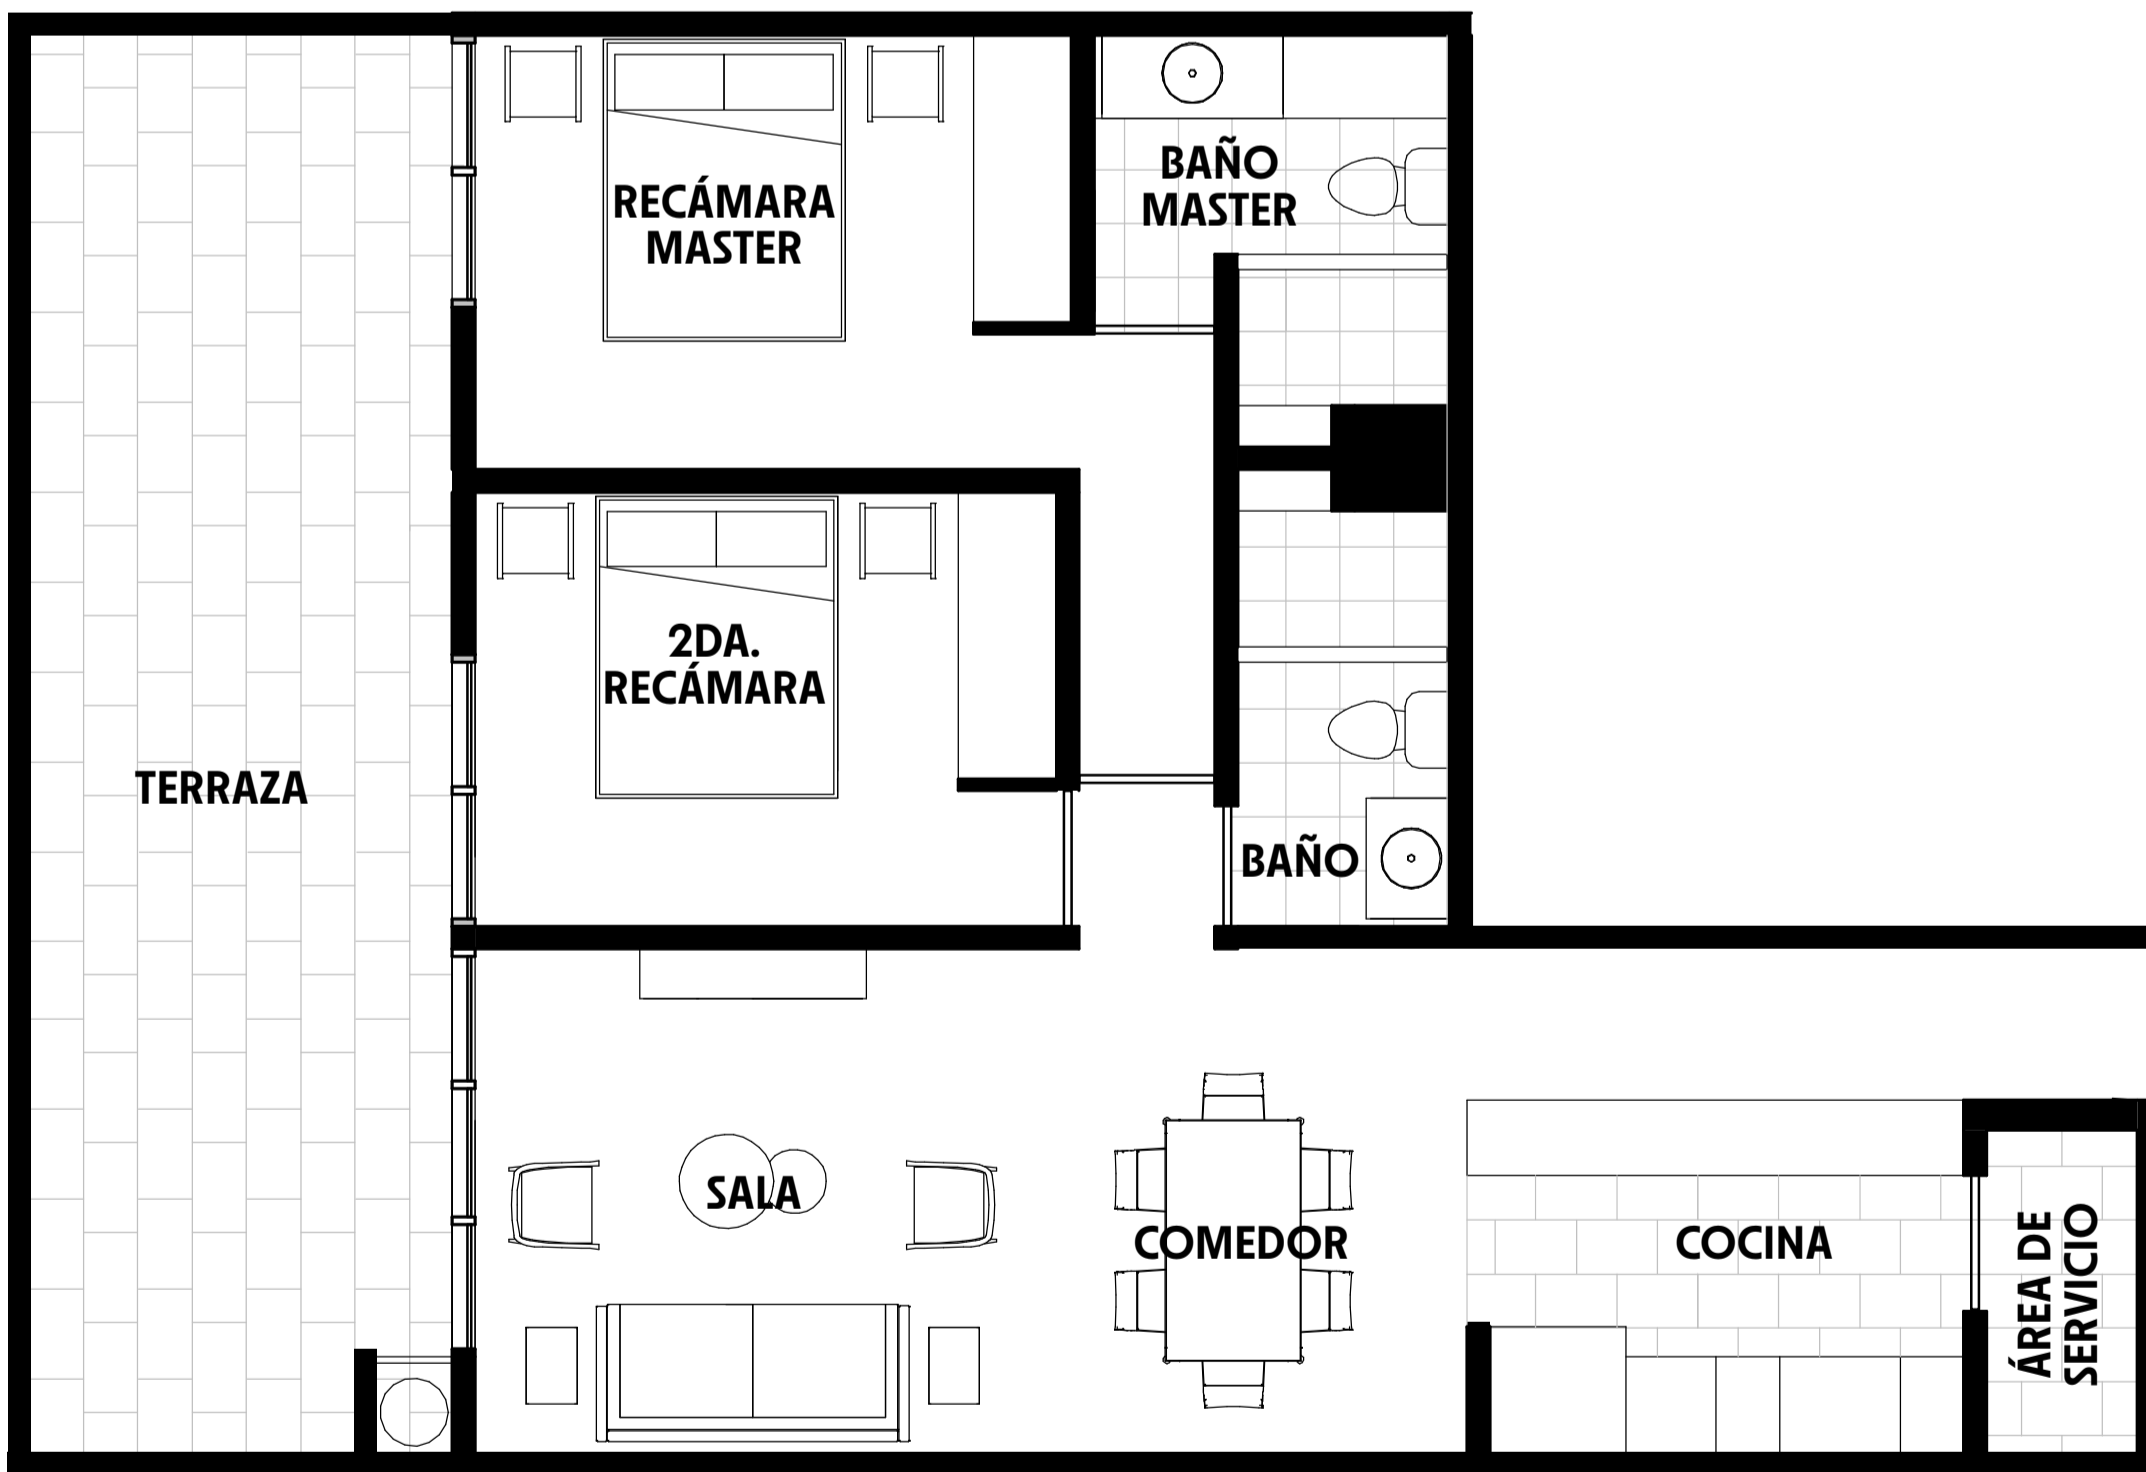 BAÑO
MASTER
RECÁMARA
MASTER
2DA.
RECÁMARA
TERRAZA
BAÑO
SALA
COMEDOR
COCINA
ÁREA DE
SERVICIO